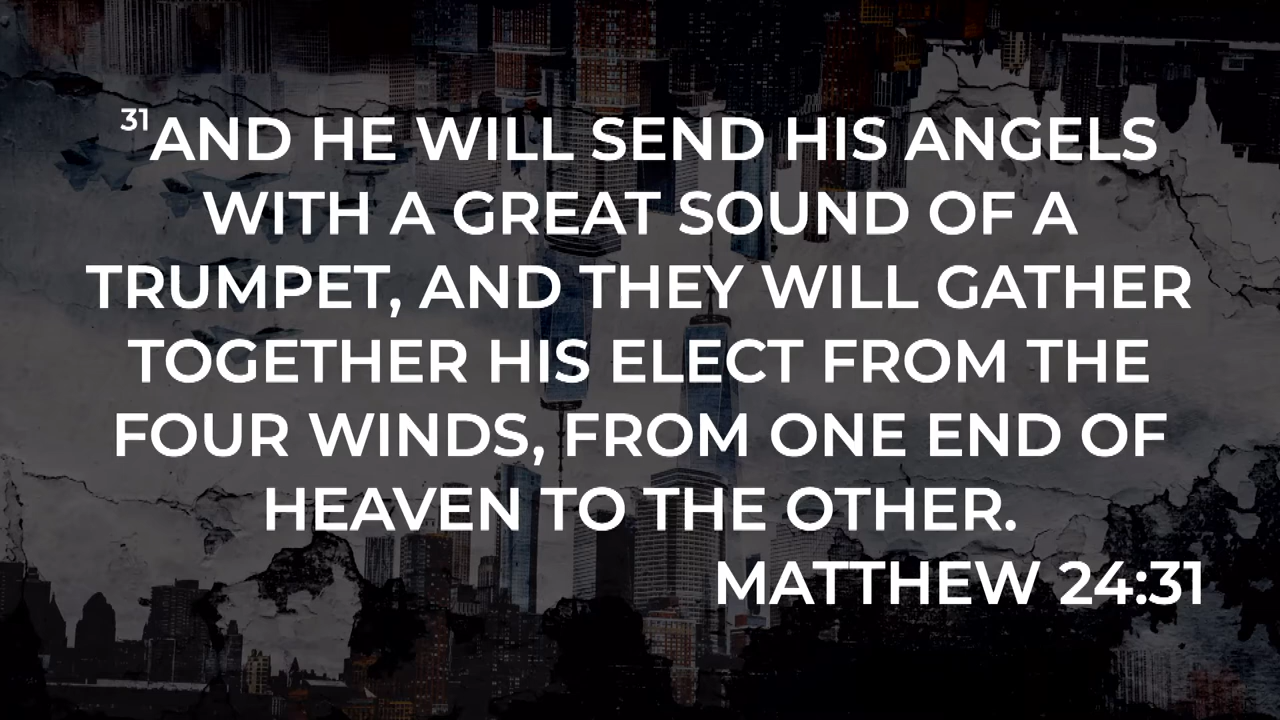 31AND HE WILL SEND HIS ANGELS
WITH A GREAT SOUND OF A
TRUMPET, AND THEY WILL GATHER
TOGETHER HIS ELECT FROM THE
FOUR WINDS, FROM ONE END OF
HEAVEN TO THE OTHER.
MATTHEW 24:31